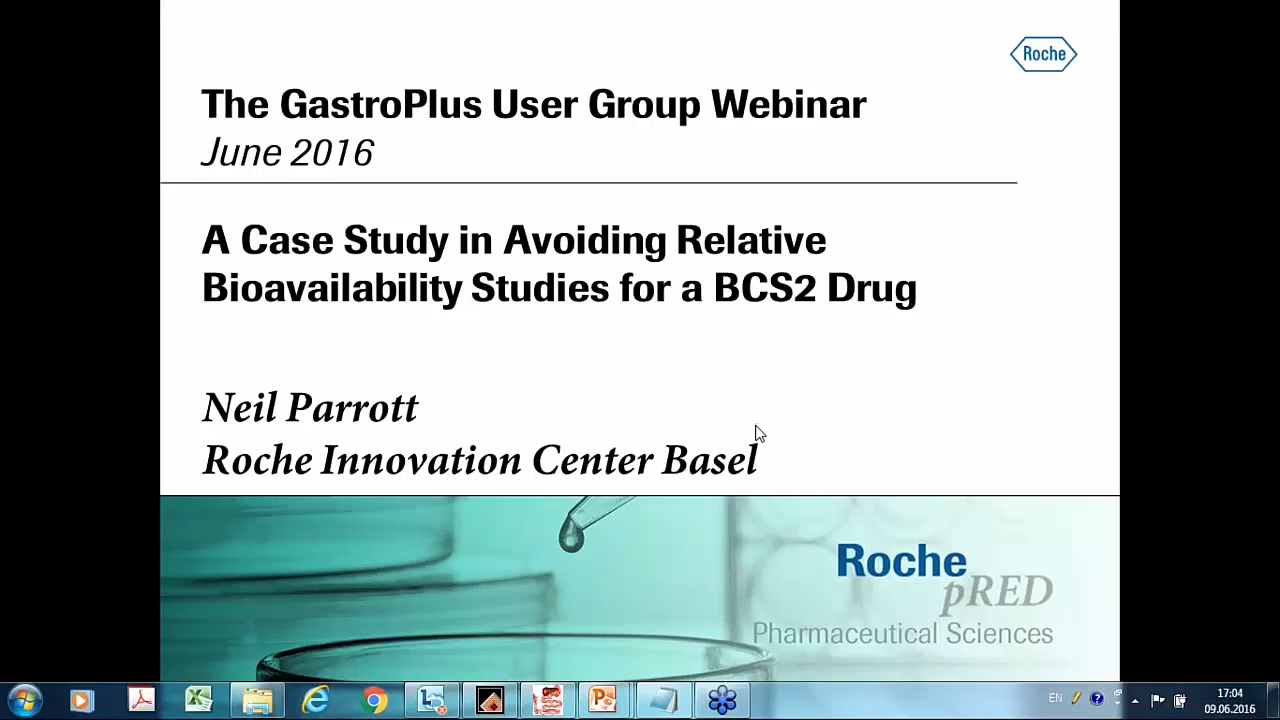 Roche
The GastroPlus User Group Webinar
June 2016
A Case Study in Avoiding Relative
Bioavailability Studies for a BCS2 Drug
Neil Parrott
Roche Innovation Center Basel
Roche
pRED
Pharmaceutical Sciences
EN
17:04
09.06.2016